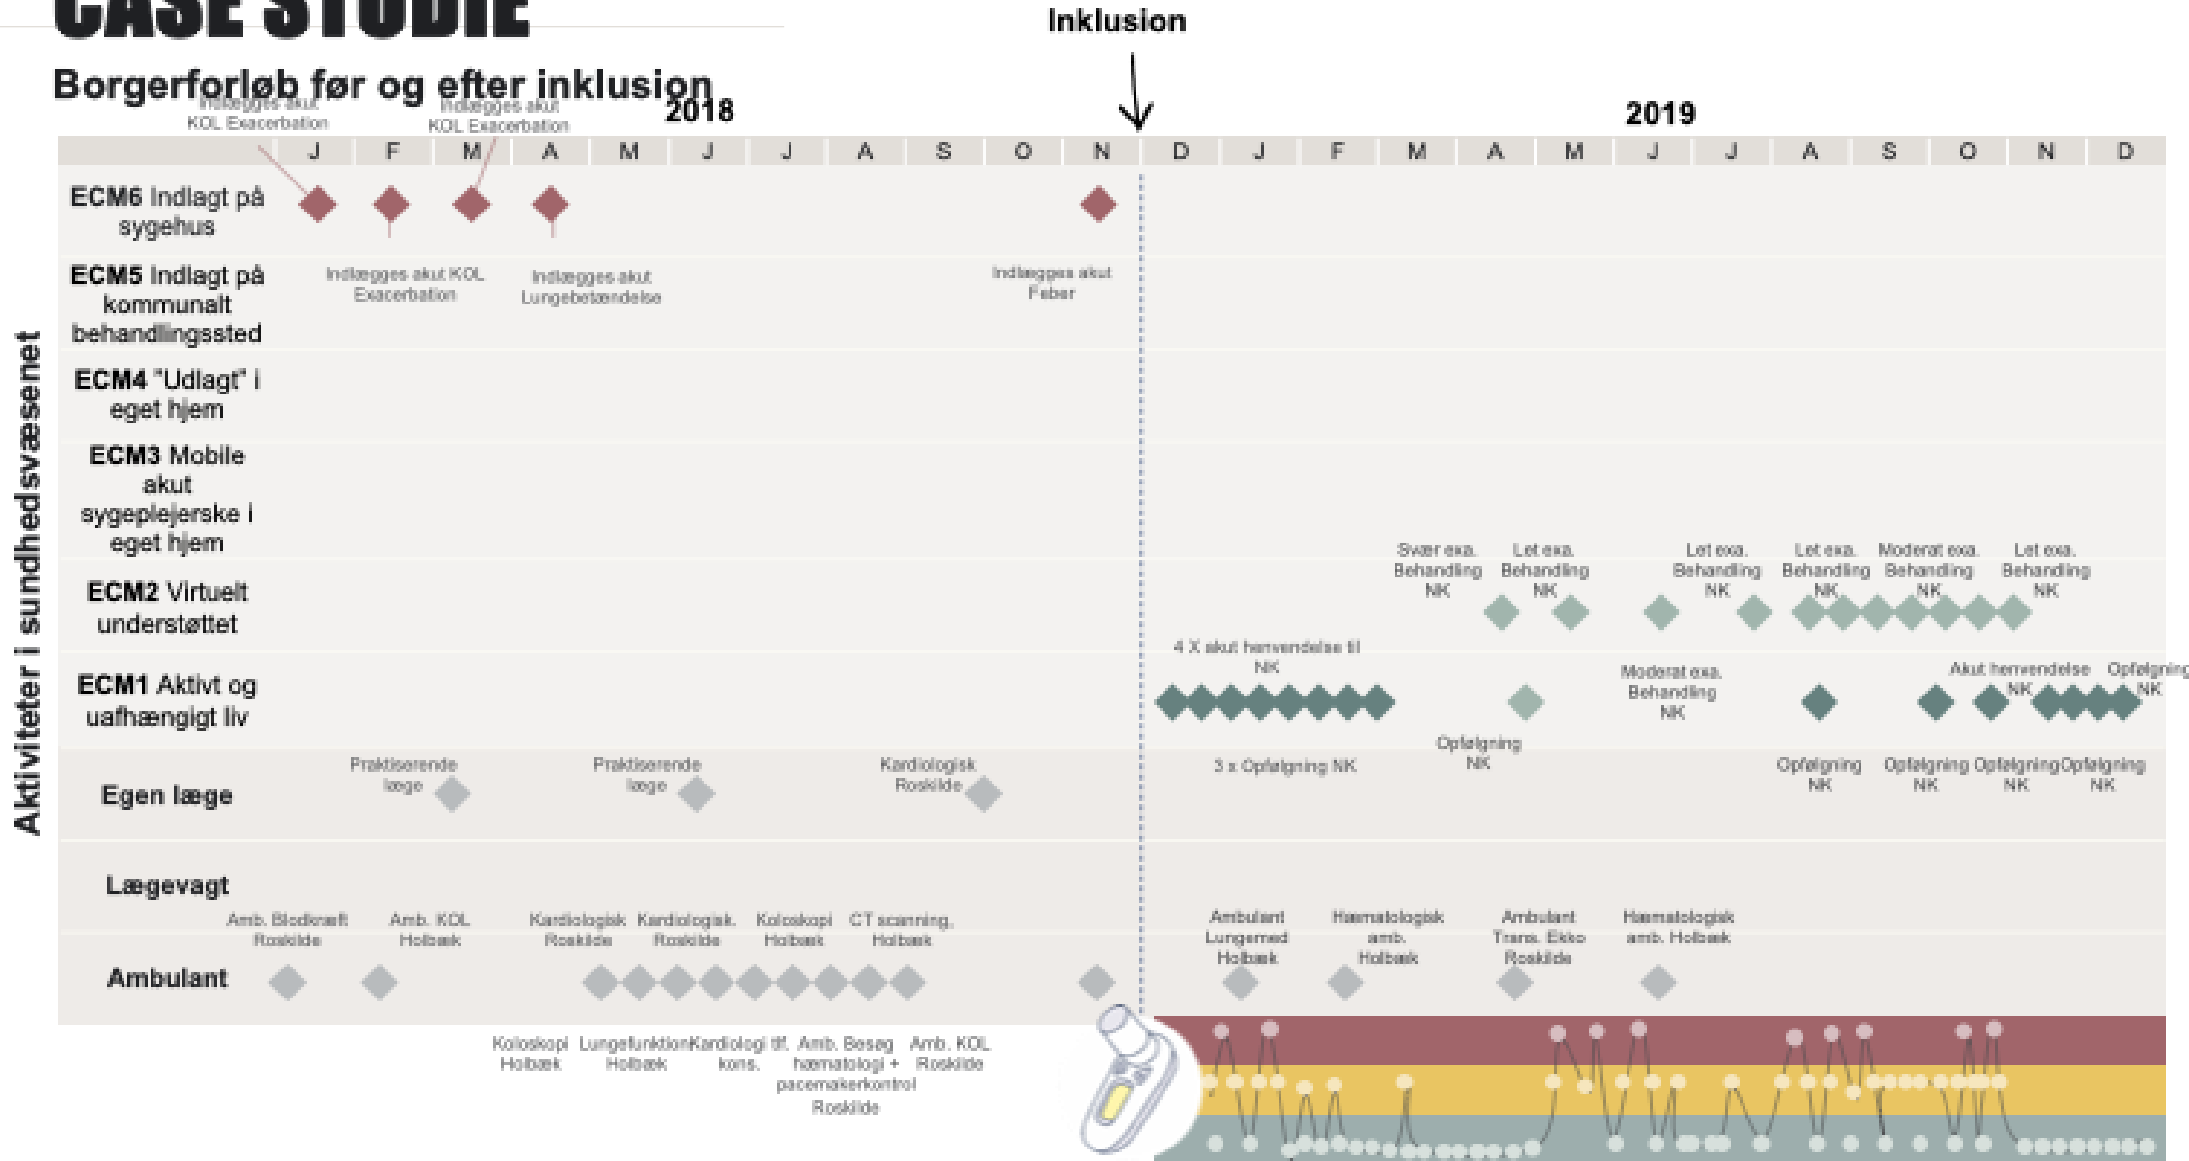 CASE STUDIE
Inklusion
Borgerforløb før og efter inklusion
2018
2019
Indlægges akut
KOL Exacerbation
Indlægges akut
KOL Exacerbation
J F M A M J J A S O N D J F M A M J J A S O N D
Aktiviteter i sundhedsvæsenet
ECM6 Indlagt på
sygehus
ECM5 Indlagt på
kommunalt
behandlingssted
Indlægges akut KOL
Exacerbation
Indlægges akut
Lungebetændelse
Indlægges akut
Feber
ECM4 "Udlagt" i
eget hjem
ECM3 Mobile
akut
sygeplejerske i
eget hjem
ECM2 Virtuelt
understøttet
Svær exa.
Behandling
NK
Let exa.
Behandling
NK
Let exa.
Behandling
NK
Let exa.
Behandling
NK
Moderat exa.
Behandling
NK
Let exa.
Behandling
NK
ECM1 Aktivt og
uafhængigt liv
4 X akut henvendelse til
NK
Moderat exa.
Behandling
NK
Akut henvendelse
NK
Opfølgning
NK
3 x Opfølgning NK
Opfølgning
NK
Opfølgning
NK
Opfølgning
NK
Opfølgning
NK
Opfølgning
NK
Egen læge
Praktiserende
læge
Praktiserende
læge
Kardiologisk
Roskilde
Lægevagt
Ambulant
Amb. Blodkræft
Roskilde
Amb. KOL
Holbæk
Kardiologisk
Roskilde
Kardiologisk.
Roskilde
Koloskopi
Holbæk
CT scanning,
Holbæk
Ambulant
Lungemed
Holbæk
Hæmatologisk
amb.
Holbæk
Ambulant
Trans. Ekko
Roskilde
Hæmatologisk
amb. Holbæk
Koloskopi
Holbæk
Lungefunktion
Holbæk
Kardiologi tlf.
kons.
Amb. Besøg
hæmatologi +
pacemakerkontrol
Roskilde
Amb. KOL
Roskilde